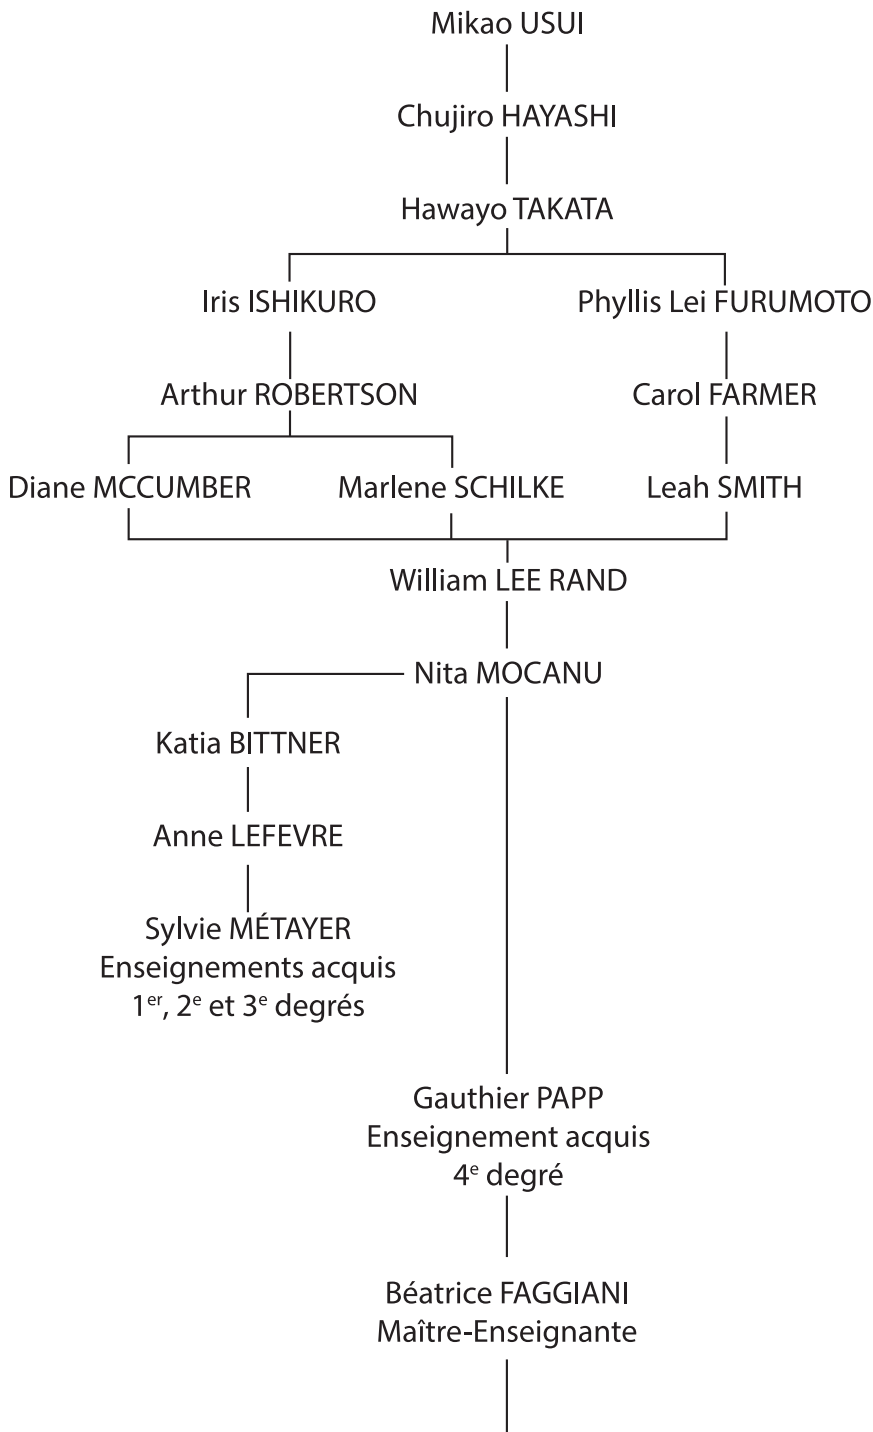 Mikao USUI
Chujiro HAYASHI
Hawayo TAKATA
Iris ISHIKURO
Phyllis Lei FURUMOTO
Arthur ROBERTSON
Carol FARMER
Diane MCCUMBER
Marlene SCHILKE
Leah SMITH
William LEE RAND
Nita MOCANU
Katia BITTNER
Anne LEFEVRE
Sylvie MÉTAYER
Enseignements acquis
1er, 2e et 3e degrés
Gauthier PAPP
Enseignement acquis
4e degré
Béatrice FAGGIANI
Maître-Enseignante